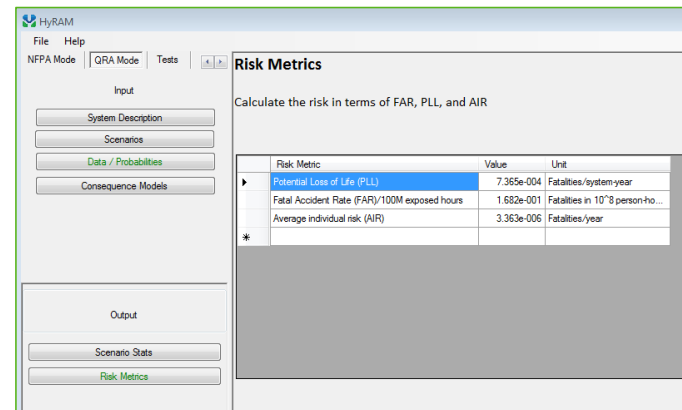 HyRAM
File Help
NFPA Mode QRA Mode Tests
Input
System Description
Scenarios
Data / Probabilities
Consequence Models
Output
Scenario Stats
Risk Metrics
Risk Metrics
Calculate the risk in terms of FAR, PLL, and AIR
Risk Metric Value Unit
Potential Loss of Life (PLL) 7.365e-004 Fatalities/system-year
Fatal Accident Rate (FAR)/100M exposed hours 1.682e-001 Fatalities in 10^8 person-ho...
Average individual risk (AIR) 3.363e-006 Fatalities/year